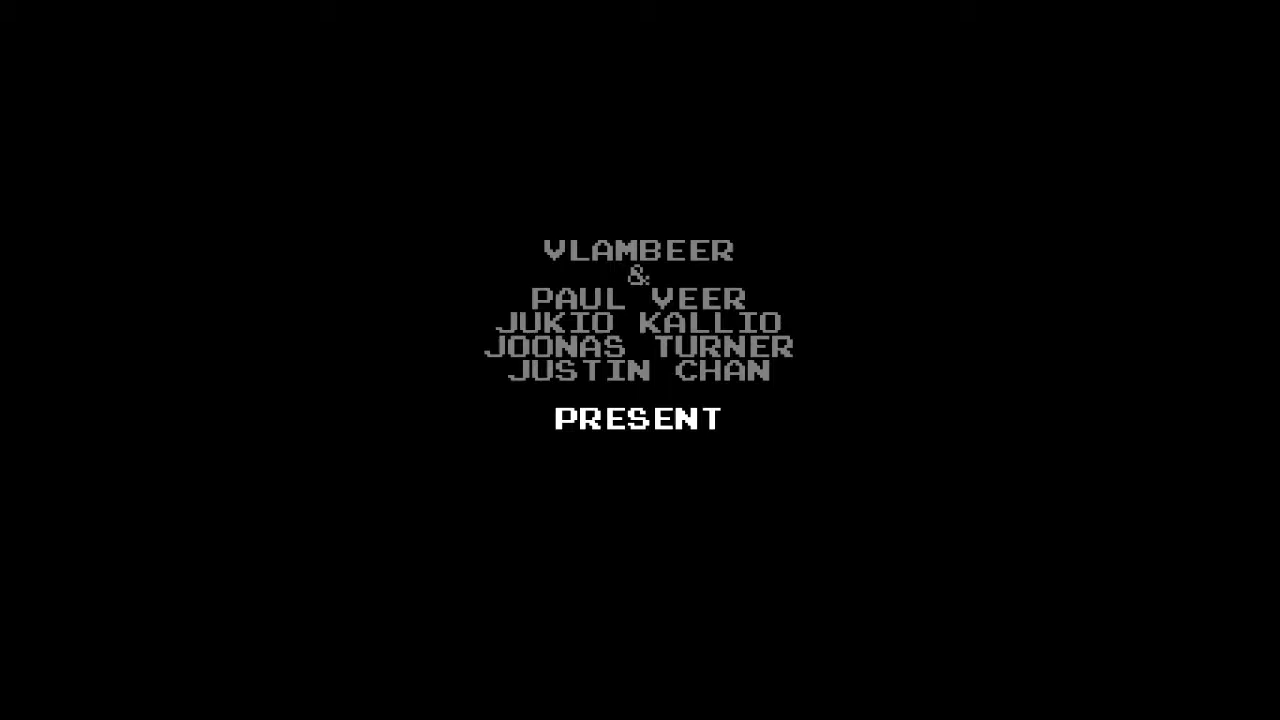 VLAMBEER
&
PAUL VEER
JUKIO KALLIO
JOONAS TURNER
JUSTIN CHAN
PRESENT